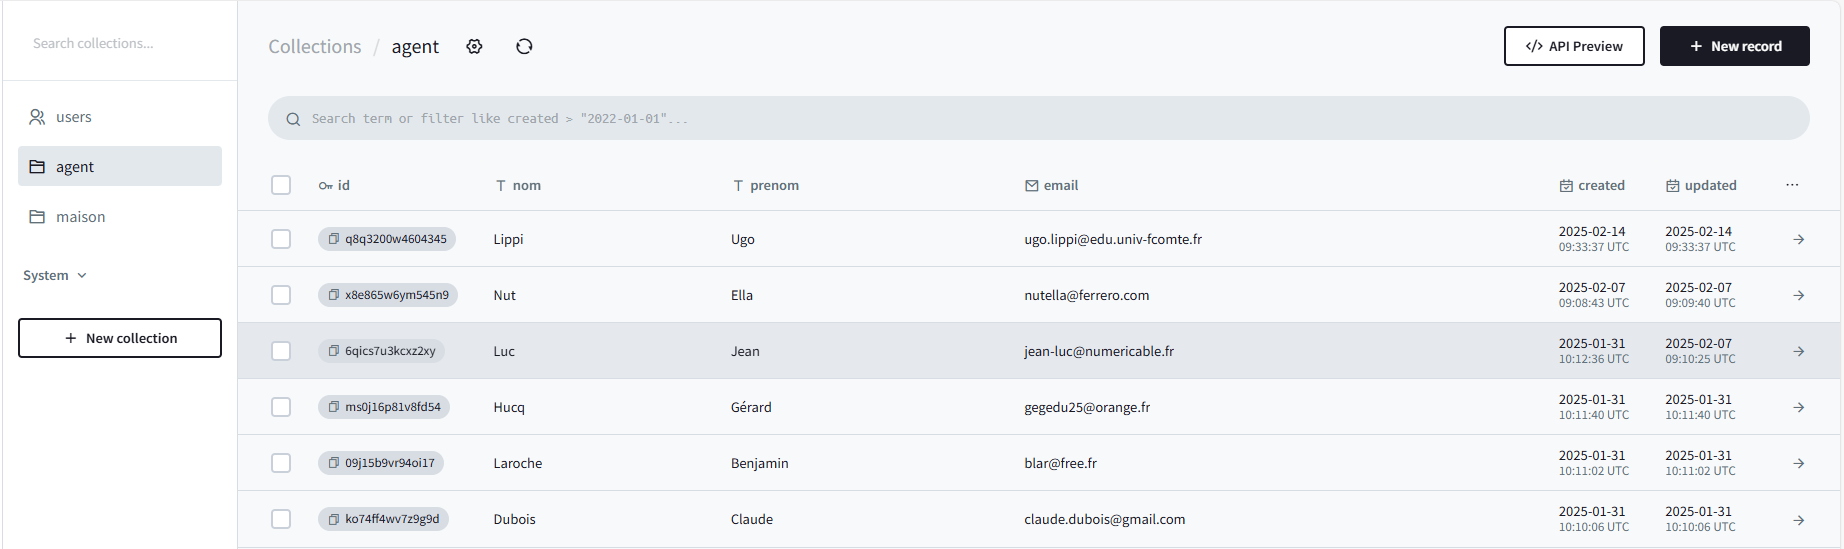 Search collections...
users
agent
maison
System
+ New collection
Collections / agent
</> API Preview
+ New record
Search term or filter like created > "2022-01-01"...
id nom prenom email created updated ...
q8q3200w4604345 Lippi Ugo ugo.lippi@edu.univ-fcomte.fr 2025-02-14 2025-02-14
09:33:37 UTC 09:33:37 UTC
x8e865w6ym545n9 Nut Ella nutella@ferrero.com 2025-02-07 2025-02-07
09:08:43 UTC 09:09:40 UTC
6qics7u3kcxz2xy Luc Jean jean-luc@numericable.fr 2025-01-31 2025-02-07
10:12:36 UTC 09:10:25 UTC
ms0j16p81v8fd54 Hucq Gérard gegedu25@orange.fr 2025-01-31 2025-01-31
10:11:40 UTC 10:11:40 UTC
09j15b9vr94oi17 Laroche Benjamin blar@free.fr 2025-01-31 2025-01-31
10:11:02 UTC 10:11:02 UTC
ko74ff4wv7z9g9d Dubois Claude claude.dubois@gmail.com 2025-01-31 2025-01-31
10:10:06 UTC 10:10:06 UTC